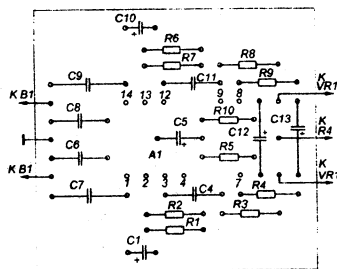 C10
R6
R8
R7
C9 C11 R9 K
К В1 14 13 12 9 8 VR1
C8 R10
C5 C12 C13 K
R4
C6 A1 R5 K
К В1 VR1
C7 1 2 3 4 C4 7 R4
R2 R3
R1
C1